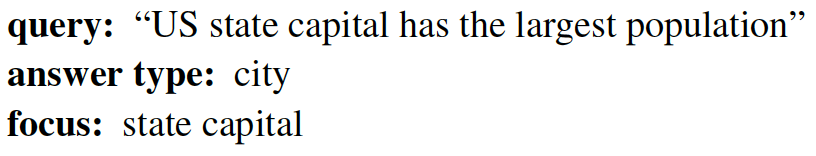 query: “US state capital has the largest population”
answer type: city
focus: state capital